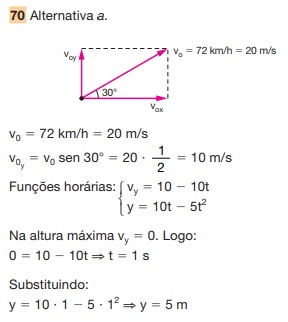 70 Alternativa a.
v₀y
v₀ = 72 km/h = 20 m/s
30°
v₀ₓ
v₀ = 72 km/h = 20 m/s
v₀y = v₀ sen 30° = 20 · 1/2 = 10 m/s
Funções horárias: { vy = 10 − 10t
y = 10t − 5t²
Na altura máxima vy = 0. Logo:
0 = 10 − 10t ⇒ t = 1 s
Substituindo:
y = 10 · 1 − 5 · 1² ⇒ y = 5 m